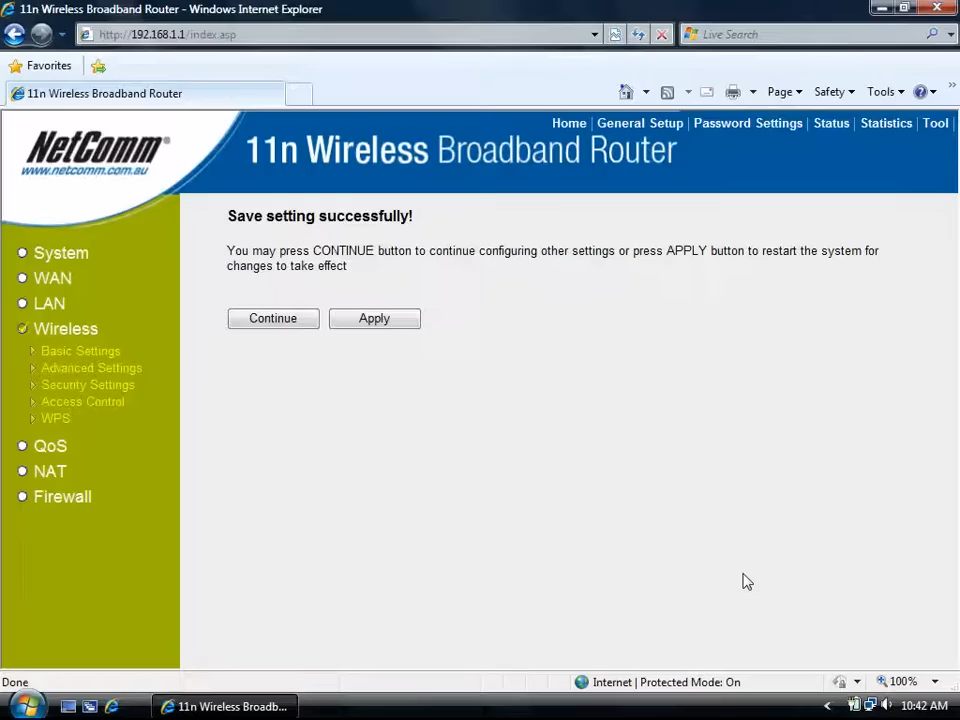 11n Wireless Broadband Router - Windows Internet Explorer
http://192.168.1.1/index.asp
Live Search
Favorites
11n Wireless Broadband Router
Page
Safety
Tools
»
NetComm®
www.netcomm.com.au
Home | General Setup | Password Settings | Status | Statistics | Tool |
11n Wireless Broadband Router
Save setting successfully!
You may press CONTINUE button to continue configuring other settings or press APPLY button to restart the system for
changes to take effect
Continue
Apply
System
WAN
LAN
Wireless
Basic Settings
Advanced Settings
Security Settings
Access Control
WPS
QoS
NAT
Firewall
Done
Internet | Protected Mode: On
100%
11n Wireless Broadb...
10:42 AM